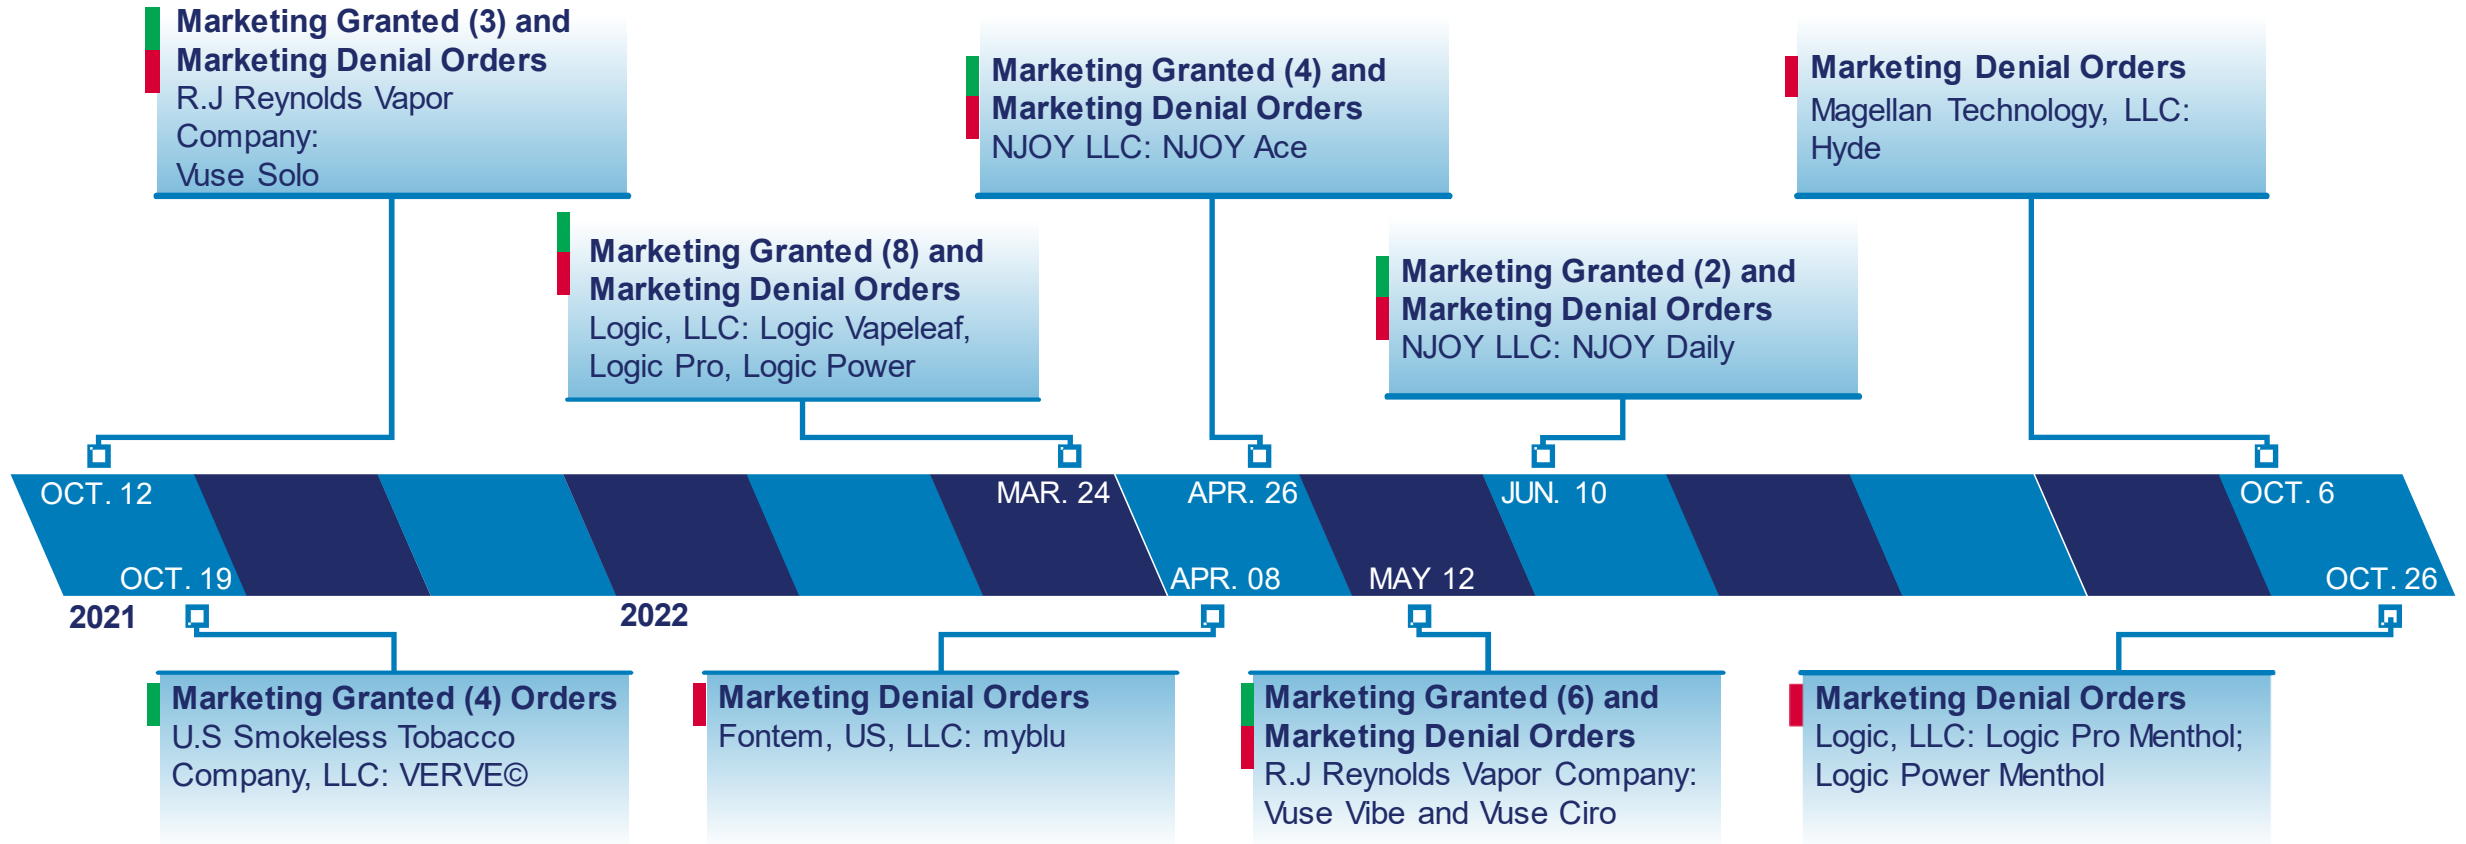 Marketing Granted (3) and
Marketing Denial Orders
R.J Reynolds Vapor
Company:
Vuse Solo
Marketing Granted (8) and
Marketing Denial Orders
Logic, LLC: Logic Vapeleaf,
Logic Pro, Logic Power
Marketing Granted (4) and
Marketing Denial Orders
NJOY LLC: NJOY Ace
Marketing Granted (2) and
Marketing Denial Orders
NJOY LLC: NJOY Daily
Marketing Denial Orders
Magellan Technology, LLC:
Hyde
OCT. 12
MAR. 24
APR. 26
JUN. 10
OCT. 6
OCT. 19
APR. 08
MAY 12
OCT. 26
2021
2022
Marketing Granted (4) Orders
U.S Smokeless Tobacco
Company, LLC: VERVE©
Marketing Denial Orders
Fontem, US, LLC: myblu
Marketing Granted (6) and
Marketing Denial Orders
R.J Reynolds Vapor Company:
Vuse Vibe and Vuse Ciro
Marketing Denial Orders
Logic, LLC: Logic Pro Menthol;
Logic Power Menthol